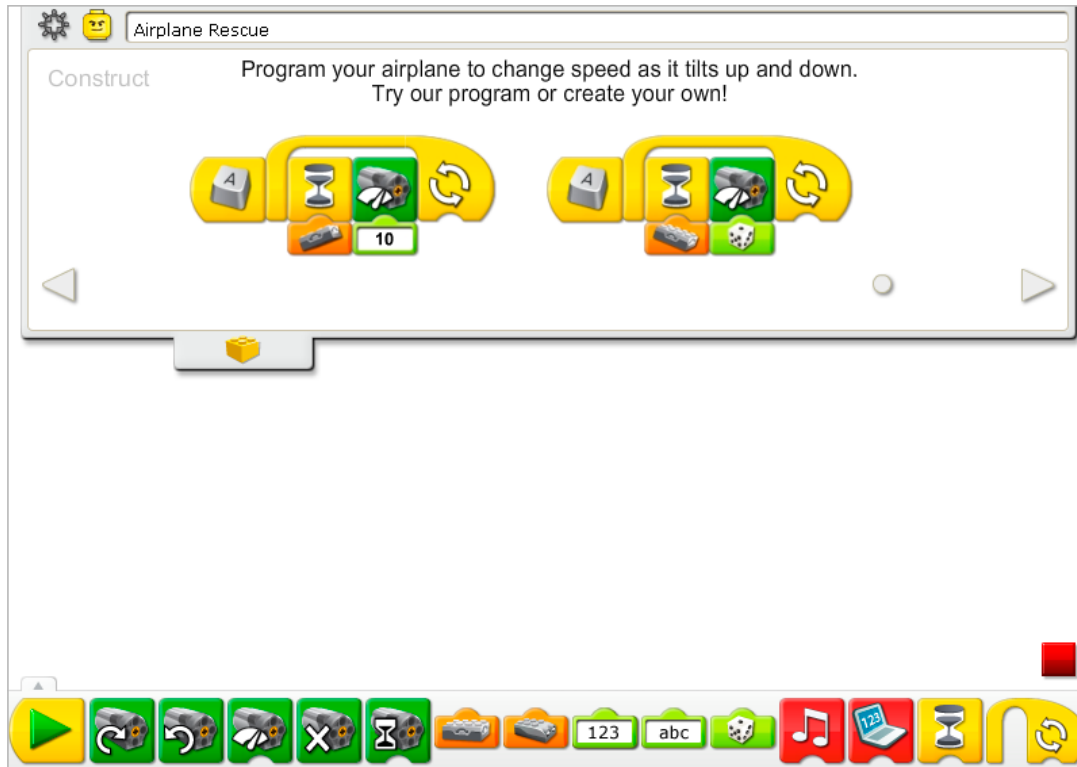 Airplane Rescue
Construct
Program your airplane to change speed as it tilts up and down.
Try our program or create your own!
A
A
10
123
abc
123